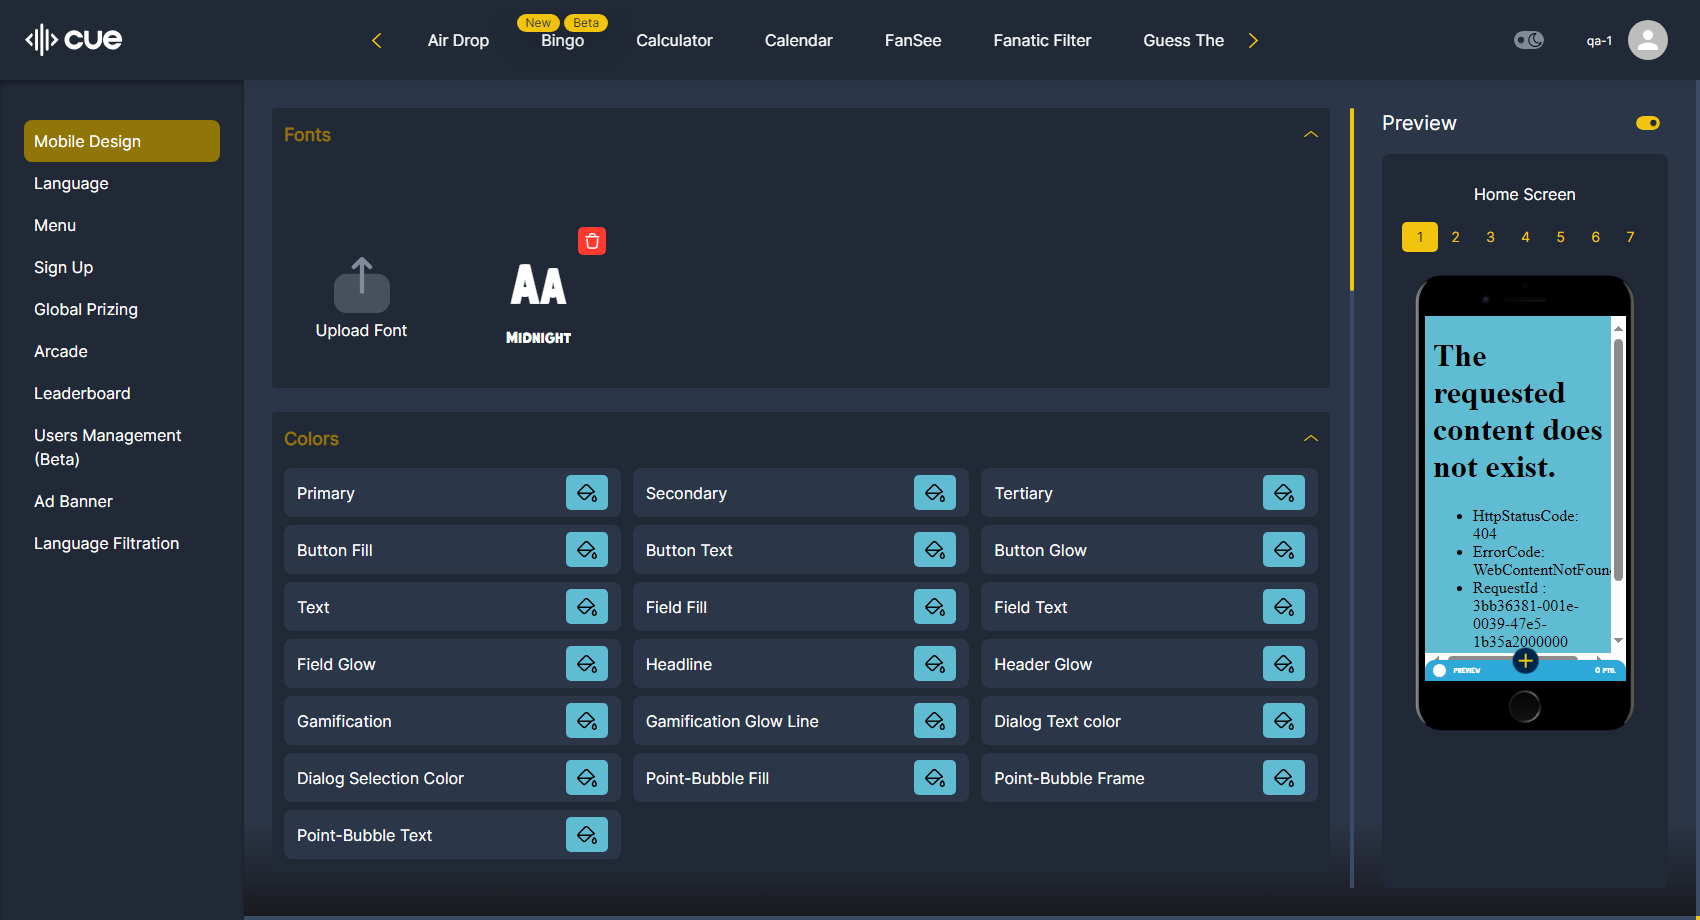 cue
Air Drop
New
Beta
Bingo
Calculator
Calendar
FanSee
Fanatic Filter
Guess The
qa-1
Mobile Design
Language
Menu
Sign Up
Global Prizing
Arcade
Leaderboard
Users Management
(Beta)
Ad Banner
Language Filtration
Fonts
Upload Font
AA
MIDNIGHT
Colors
Primary
Secondary
Tertiary
Button Fill
Button Text
Button Glow
Text
Field Fill
Field Text
Field Glow
Headline
Header Glow
Gamification
Gamification Glow Line
Dialog Text color
Dialog Selection Color
Point-Bubble Fill
Point-Bubble Frame
Point-Bubble Text
Preview
Home Screen
1 2 3 4 5 6 7
The
requested
content does
not exist.
• HttpStatusCode:
404
• ErrorCode:
WebContentNotFoun
• RequestId :
3bb36381-001e-
0039-47e5-
1b35a2000000
PREVIEW
0 PTS.